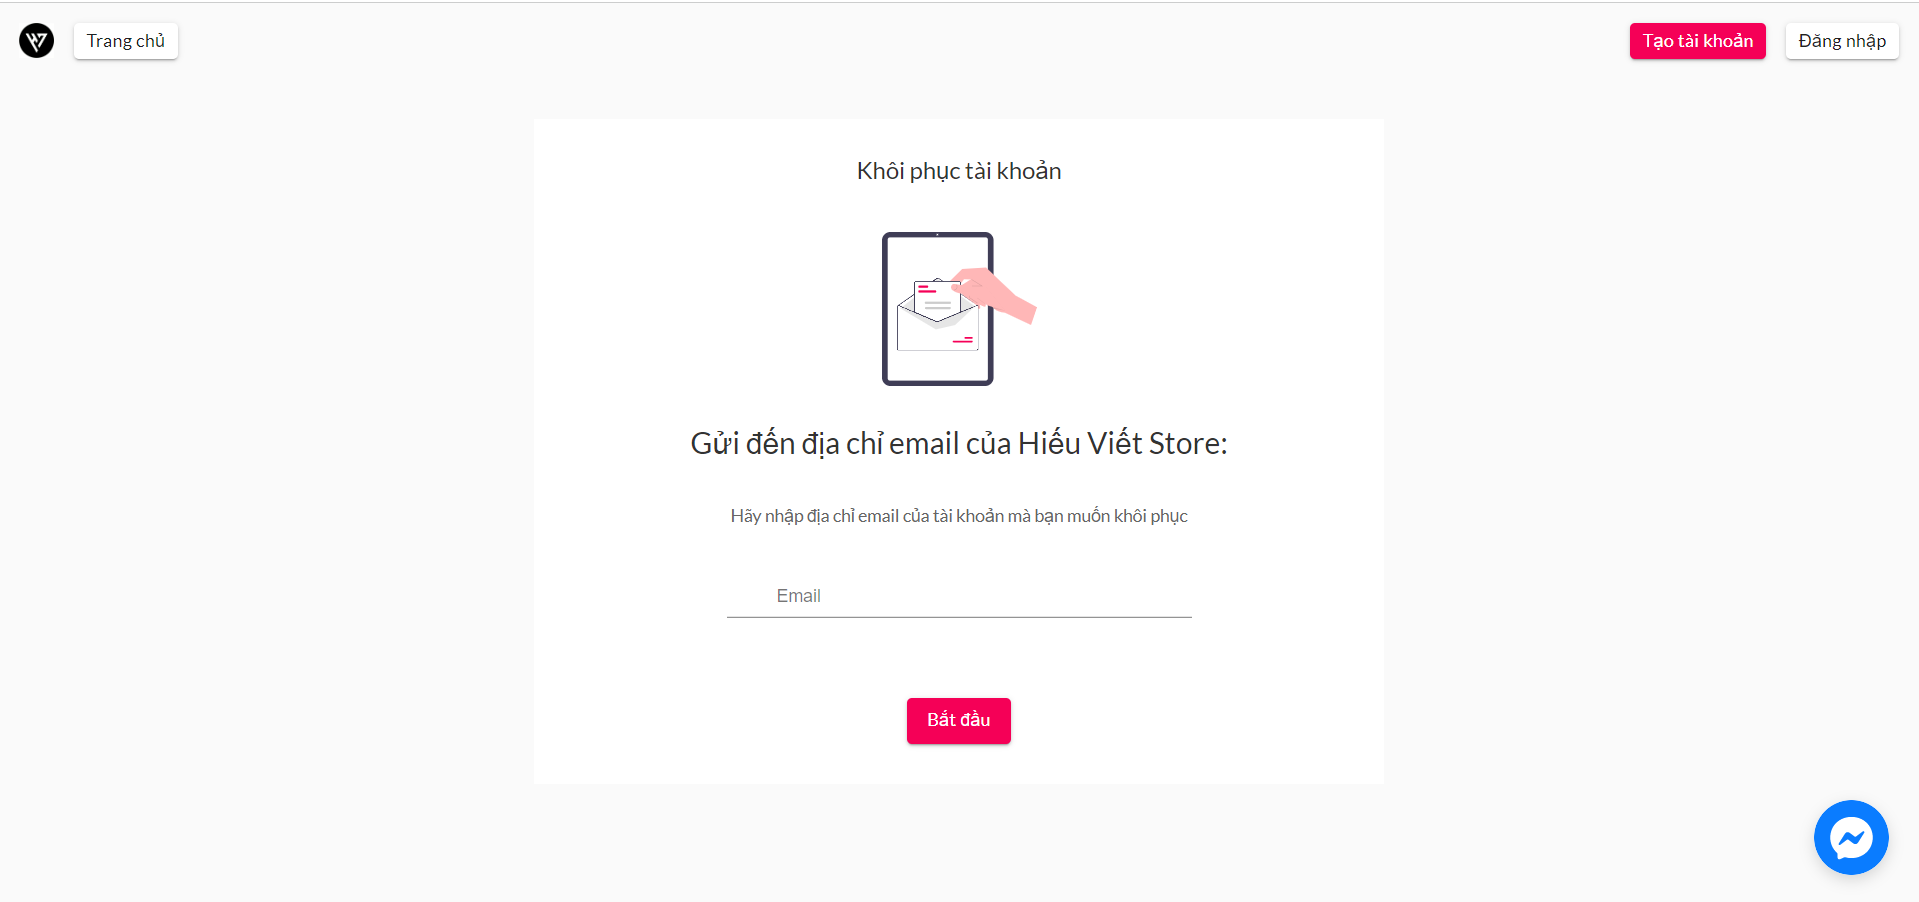 Trang chủ
Tạo tài khoản
Đăng nhập
Khôi phục tài khoản
Gửi đến địa chỉ email của Hiếu Viết Store:
Hãy nhập địa chỉ email của tài khoản mà bạn muốn khôi phục
Email
Bắt đầu